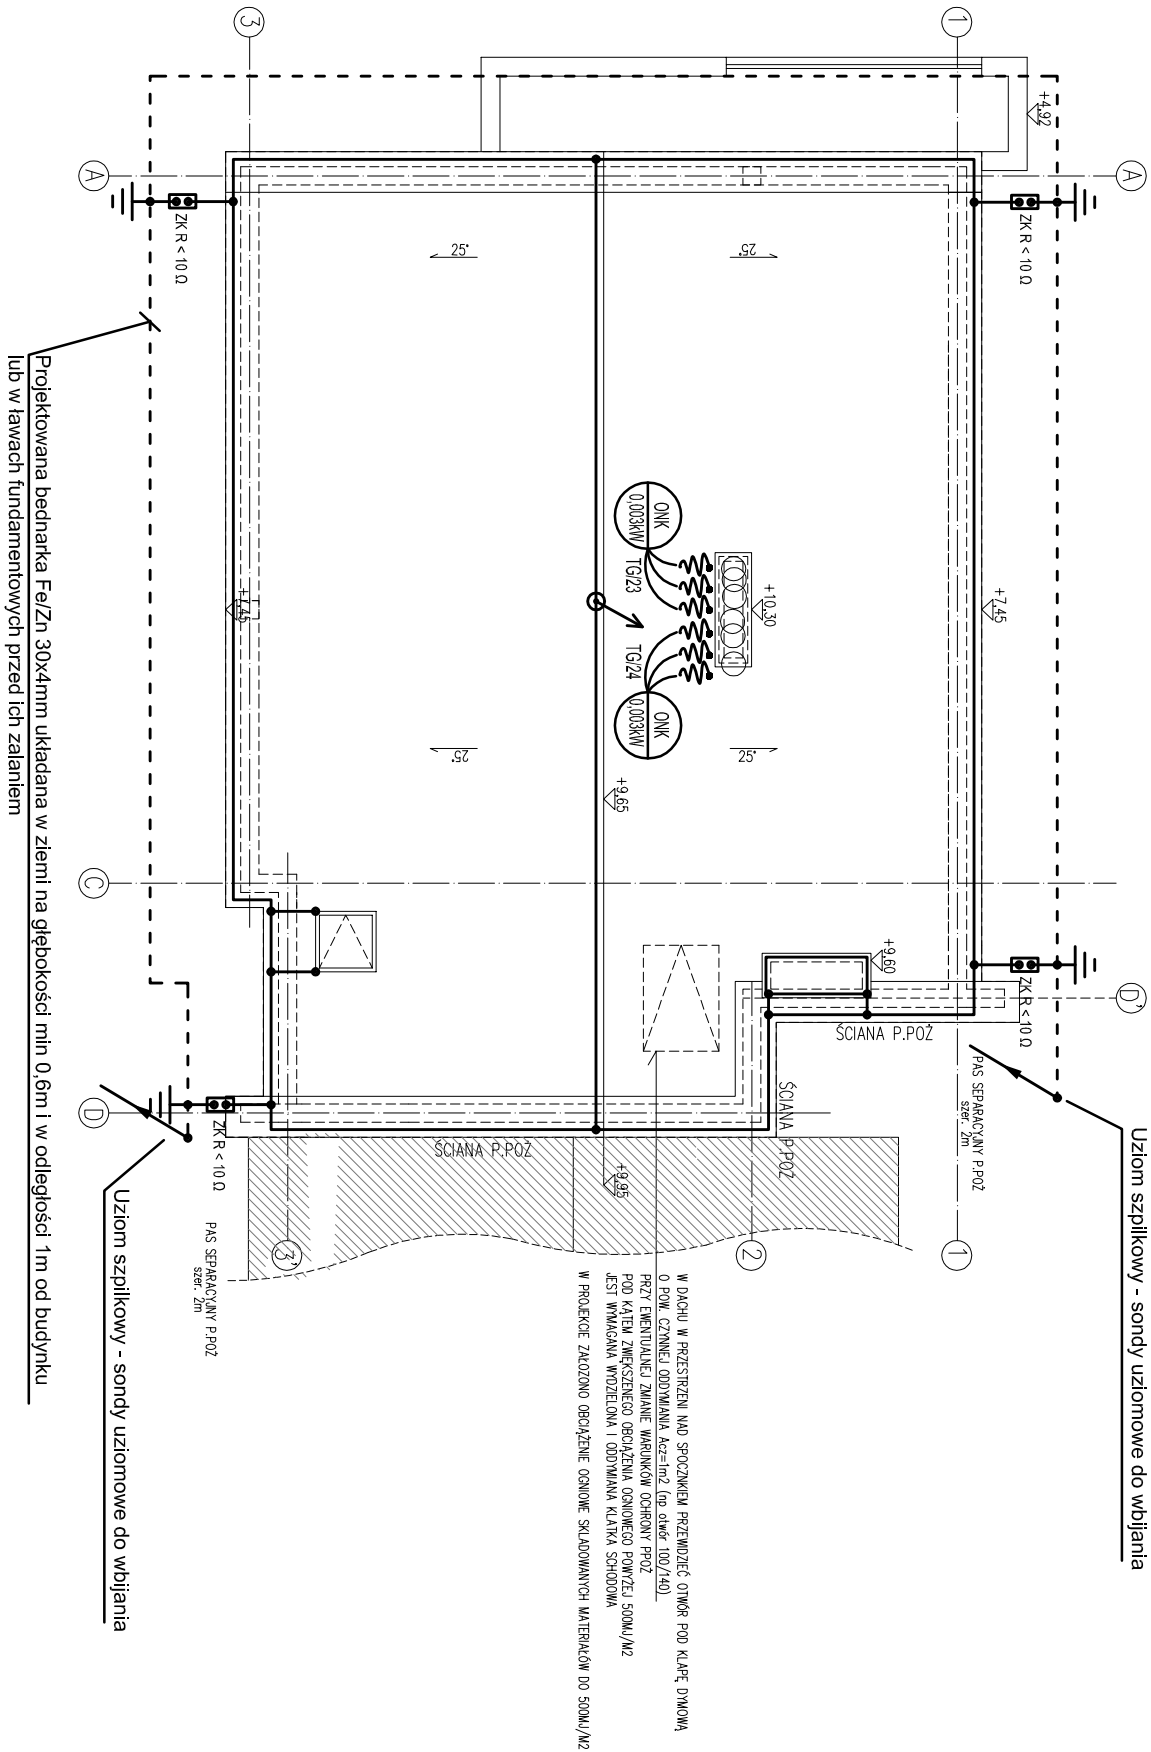 3
1
+4,92
A
A
ZK R < 10 Ω
ZK R < 10 Ω
25°
25°
ONK
0,003kW
TG/23
+10,30
+7,45
+7,45
TG/24
ONK
0,003kW
25°
25°
+9,65
C
+9,60
D'
ZK R < 10 Ω
ŚCIANA P.POŻ
PAS SEPARACYJNY P.POŻ
szer. 2m
D
ZK R < 10 Ω
ŚCIANA P.POŻ
ŚCIANA P.POŻ
+9,95
3'
2
1
PAS SEPARACYJNY P.POŻ
szer. 2m
Projektowana bednarka Fe/Zn 30x4mm układana w ziemi na głębokości min 0,6m i w odległości 1m od budynku
lub w ławach fundamentowych przed ich zalaniem
Uziom szpilkowy - sondy uziomowe do wbijania
Uziom szpilkowy - sondy uziomowe do wbijania
W DACHU W PRZESTRZENI NAD SPOCZNIKIEM PRZEWIDZIEĆ OTWÓR POD KLAPĘ DYMOWĄ
O POW. CZYNNEJ ODDYMIANIA Acz=1m2 (np otwór 100/140)
PRZY EWENTUALNEJ ZMIANIE WARUNKÓW OCHRONY PPOŻ
POD KĄTEM ZWIĘKSZENEGO OBCIĄŻENIA OGNIOWEGO POWYŻEJ 500MJ/M2
JEST WYMAGANA WYDZIELONA I ODDYMIANA KLATKA SCHODOWA
W PROJEKCIE ZAŁOŻONO OBCIĄŻENIE OGNIOWE SKŁADOWANYCH MATERIAŁÓW DO 500MJ/M2